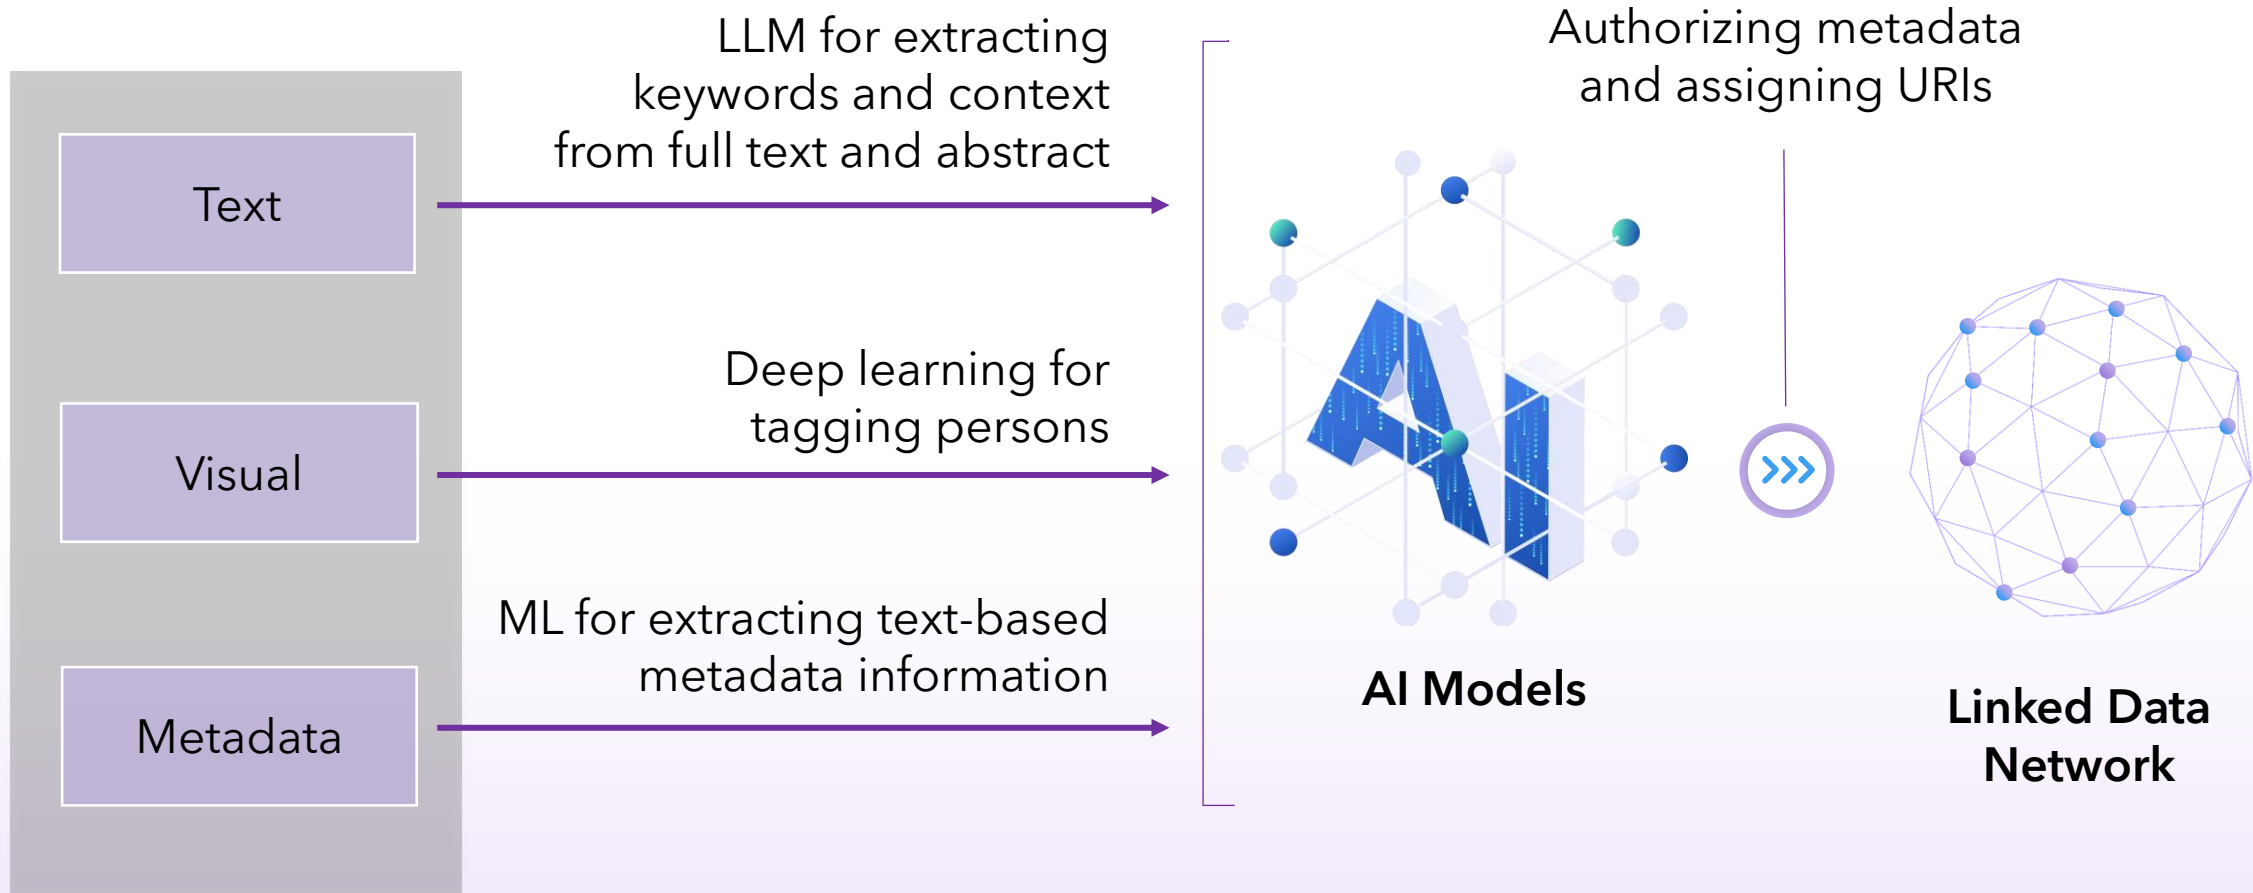 LLM for extracting
keywords and context
from full text and abstract
Text
Deep learning for
tagging persons
Visual
ML for extracting text-based
metadata information
Metadata
Authorizing metadata
and assigning URIs
AI
AI Models
Linked Data
Network